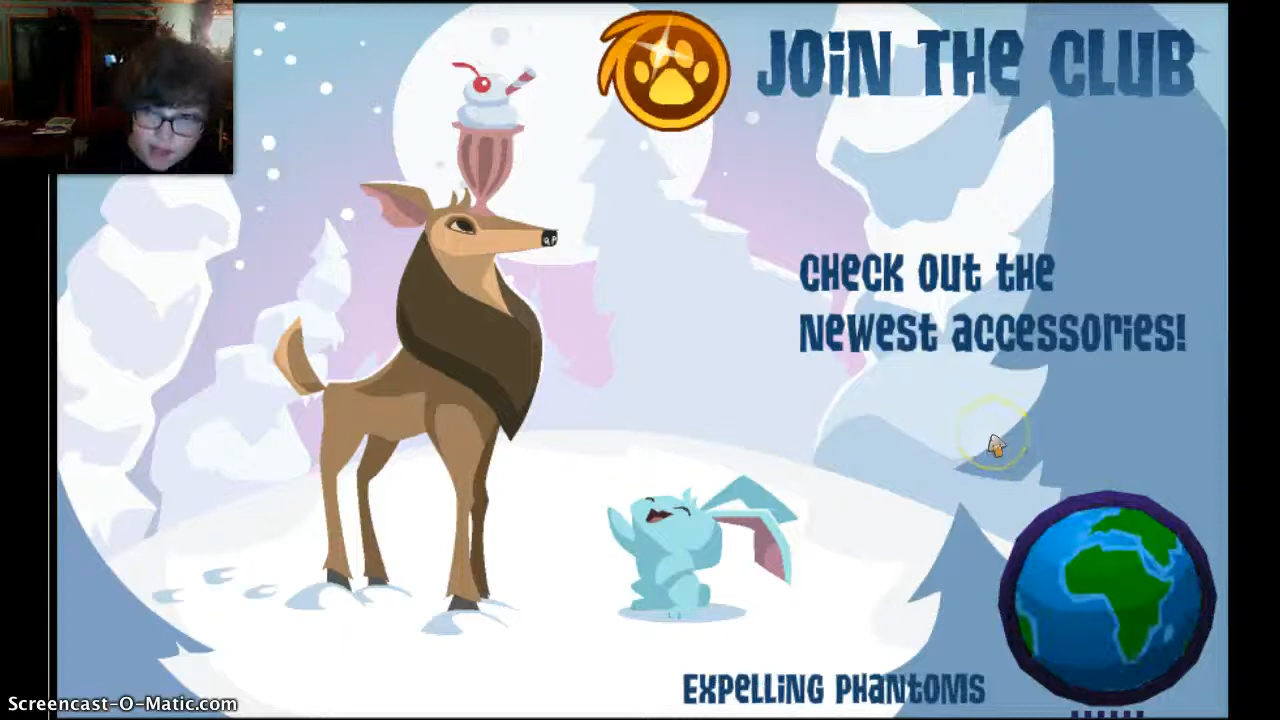 JOiN THE CLUB
CHECK OUT tHE
NEWEST ACCESSORiES!
EXPELLiNG PHANTOMS
Screencast-O-Matic.com